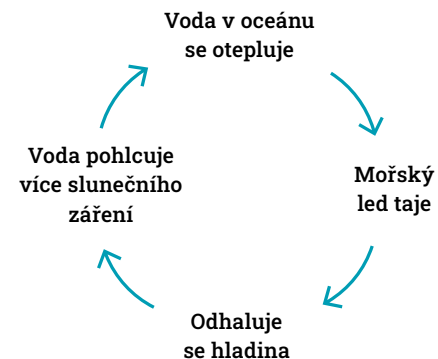 Voda v oceánu
se otepluje
Mořský
led taje
Odhaluje
se hladina
Voda pohlcuje
více slunečního
záření